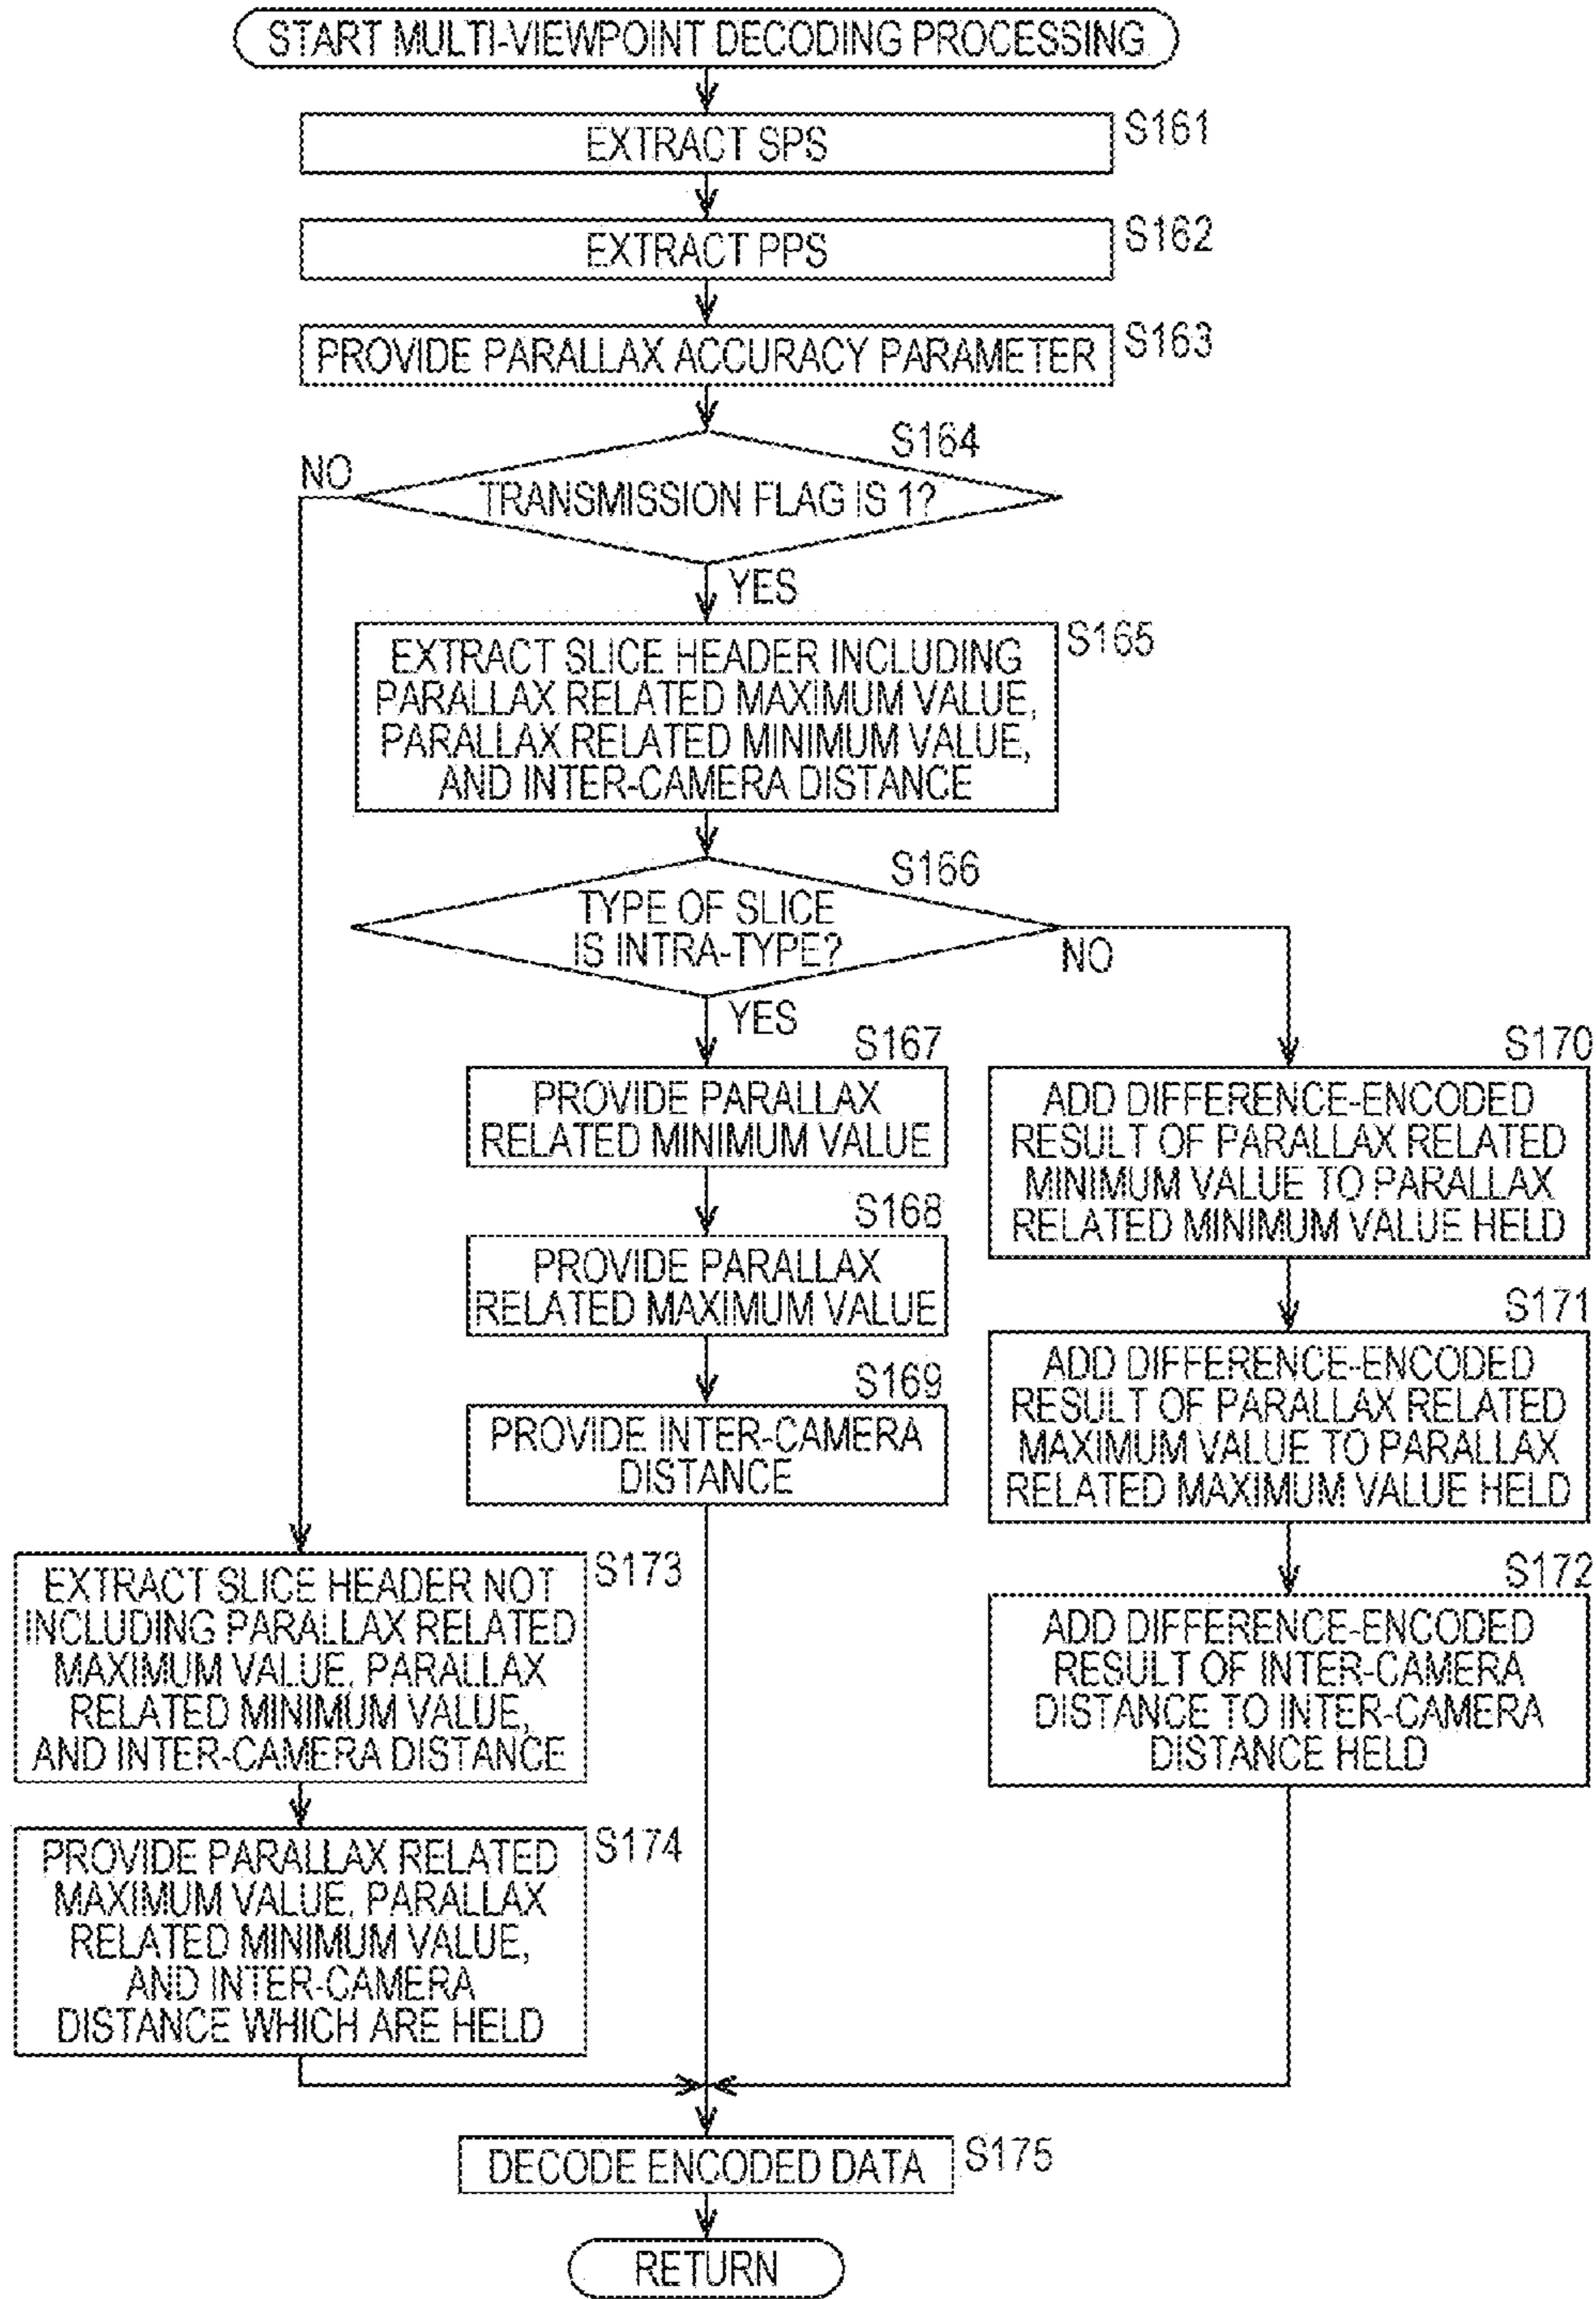 START MULTI-VIEWPOINT DECODING PROCESSING
S161
EXTRACT SPS
S162
EXTRACT PPS
S163
PROVIDE PARALLAX ACCURACY PARAMETER
S164
TRANSMISSION FLAG IS 1?
NO
YES
S165
EXTRACT SLICE HEADER INCLUDING
PARALLAX RELATED MAXIMUM VALUE,
PARALLAX RELATED MINIMUM VALUE,
AND INTER-CAMERA DISTANCE
S166
TYPE OF SLICE
IS INTRA-TYPE?
NO
YES
S167
PROVIDE PARALLAX
RELATED MINIMUM VALUE
S168
PROVIDE PARALLAX
RELATED MAXIMUM VALUE
S169
PROVIDE INTER-CAMERA
DISTANCE
S170
ADD DIFFERENCE-ENCODED
RESULT OF PARALLAX RELATED
MINIMUM VALUE TO PARALLAX
RELATED MINIMUM VALUE HELD
S171
ADD DIFFERENCE-ENCODED
RESULT OF PARALLAX RELATED
MAXIMUM VALUE TO PARALLAX
RELATED MAXIMUM VALUE HELD
S172
ADD DIFFERENCE-ENCODED
RESULT OF INTER-CAMERA
DISTANCE TO INTER-CAMERA
DISTANCE HELD
S173
EXTRACT SLICE HEADER NOT
INCLUDING PARALLAX RELATED
MAXIMUM VALUE, PARALLAX
RELATED MINIMUM VALUE,
AND INTER-CAMERA DISTANCE
S174
PROVIDE PARALLAX RELATED
MAXIMUM VALUE, PARALLAX
RELATED MINIMUM VALUE,
AND INTER-CAMERA
DISTANCE WHICH ARE HELD
S175
DECODE ENCODED DATA
RETURN